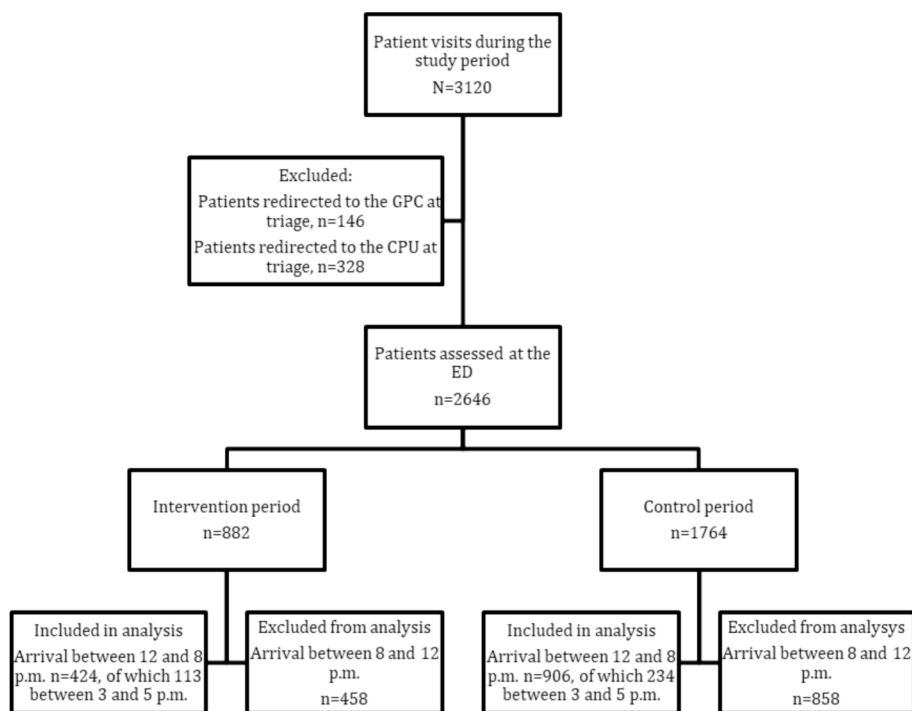 Patient visits during the
study period
N=3120
Excluded:
Patients redirected to the GPC at
triage, n=146
Patients redirected to the CPU at
triage, n=328
Patients assessed at the
ED
n=2646
Intervention period
n=882
Control period
n=1764
Included in analysis
Arrival between 12 and 8
p.m. n=424, of which 113
between 3 and 5 p.m.
Excluded from analysis
Arrival between 8 and 12
p.m.
n=458
Included in analysis
Arrival between 12 and 8
p.m. n=906, of which 234
between 3 and 5 p.m.
Excluded from analysys
Arrival between 8 and 12
p.m.
n=858